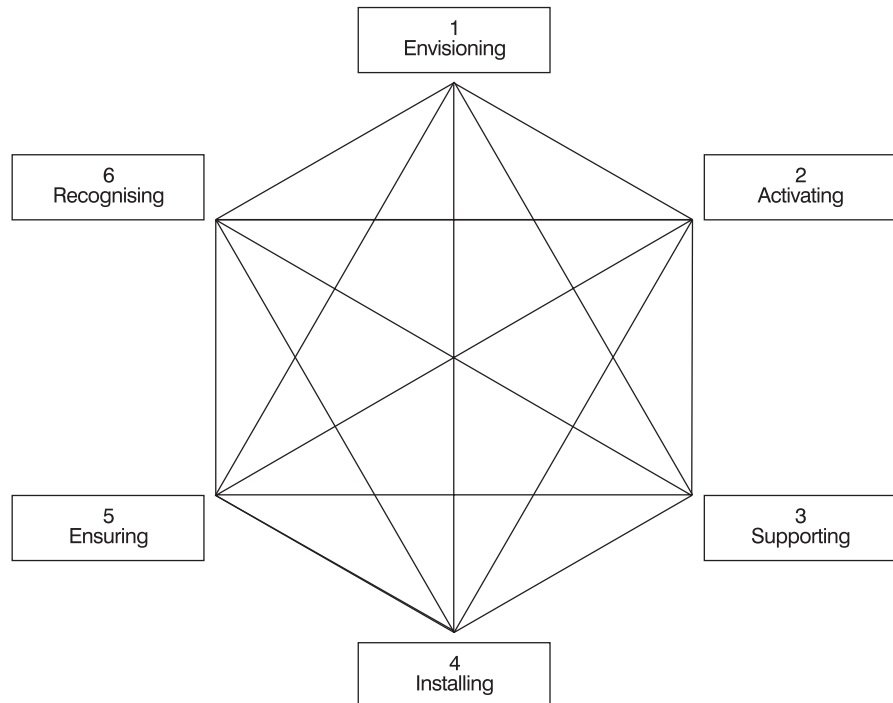 1
Envisioning
6
Recognising
2
Activating
5
Ensuring
3
Supporting
4
Installing